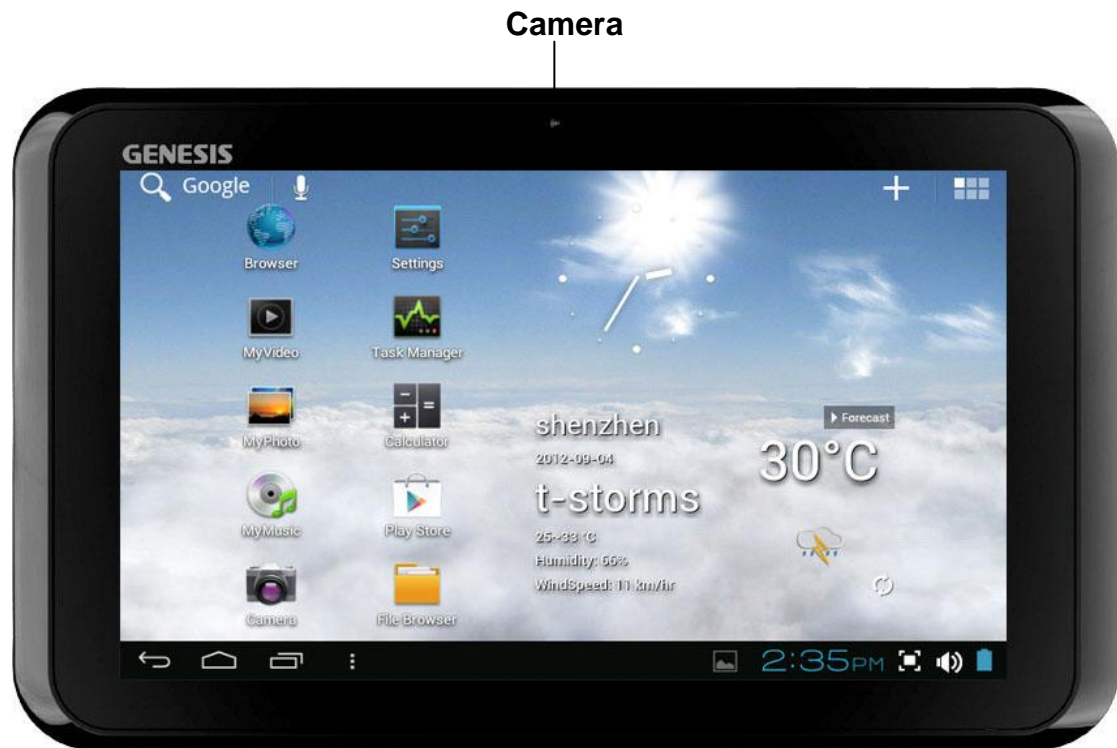 Camera
GENESIS
Google
Browser
Settings
MyVideo
Task Manager
MyPhoto
Calculator
MyMusic
Play Store
Camera
File Browser
shenzhen
2012-09-04
t-storms
25~33 °C
Humidity: 66%
WindSpeed: 11 km/hr
Forecast
30°C
2:35PM